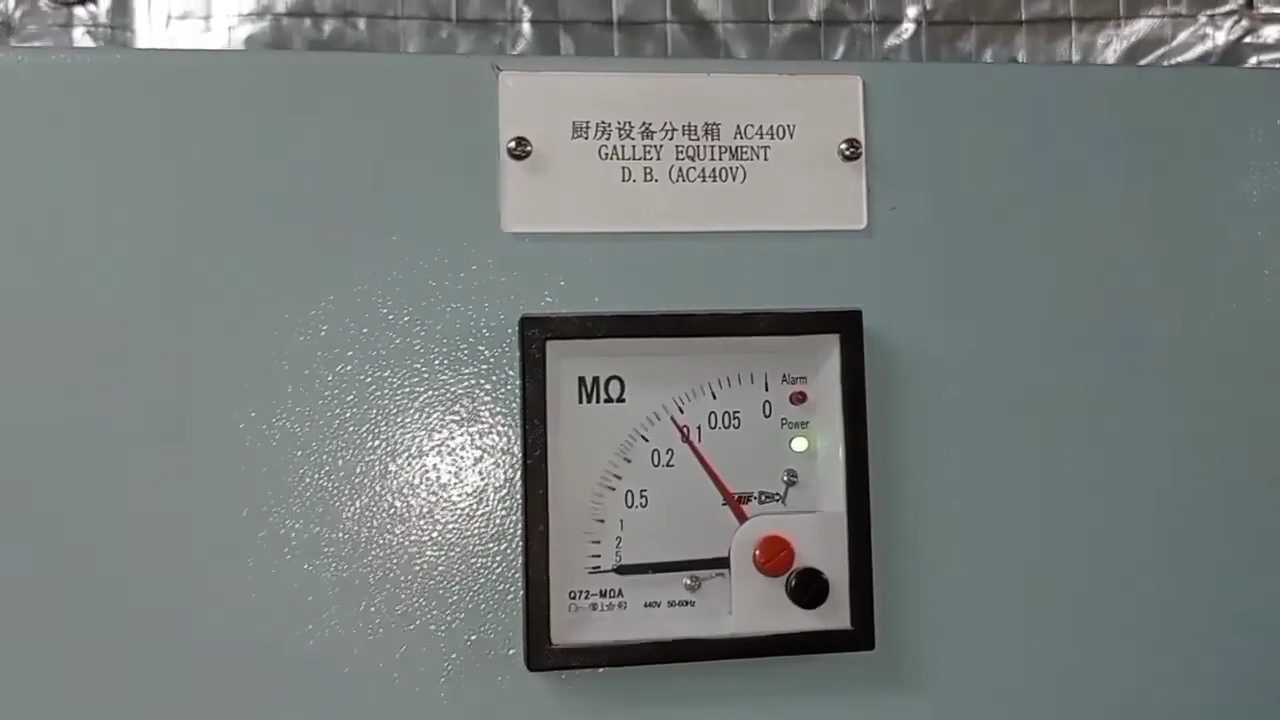 厨房设备分电箱 AC440V
GALLEY EQUIPMENT
D.B.(AC440V)
MΩ
Alarm
0
0.05
0.1
Power
0.2
0.5
1
2
5
Q72-MΩA
440V 50-60Hz